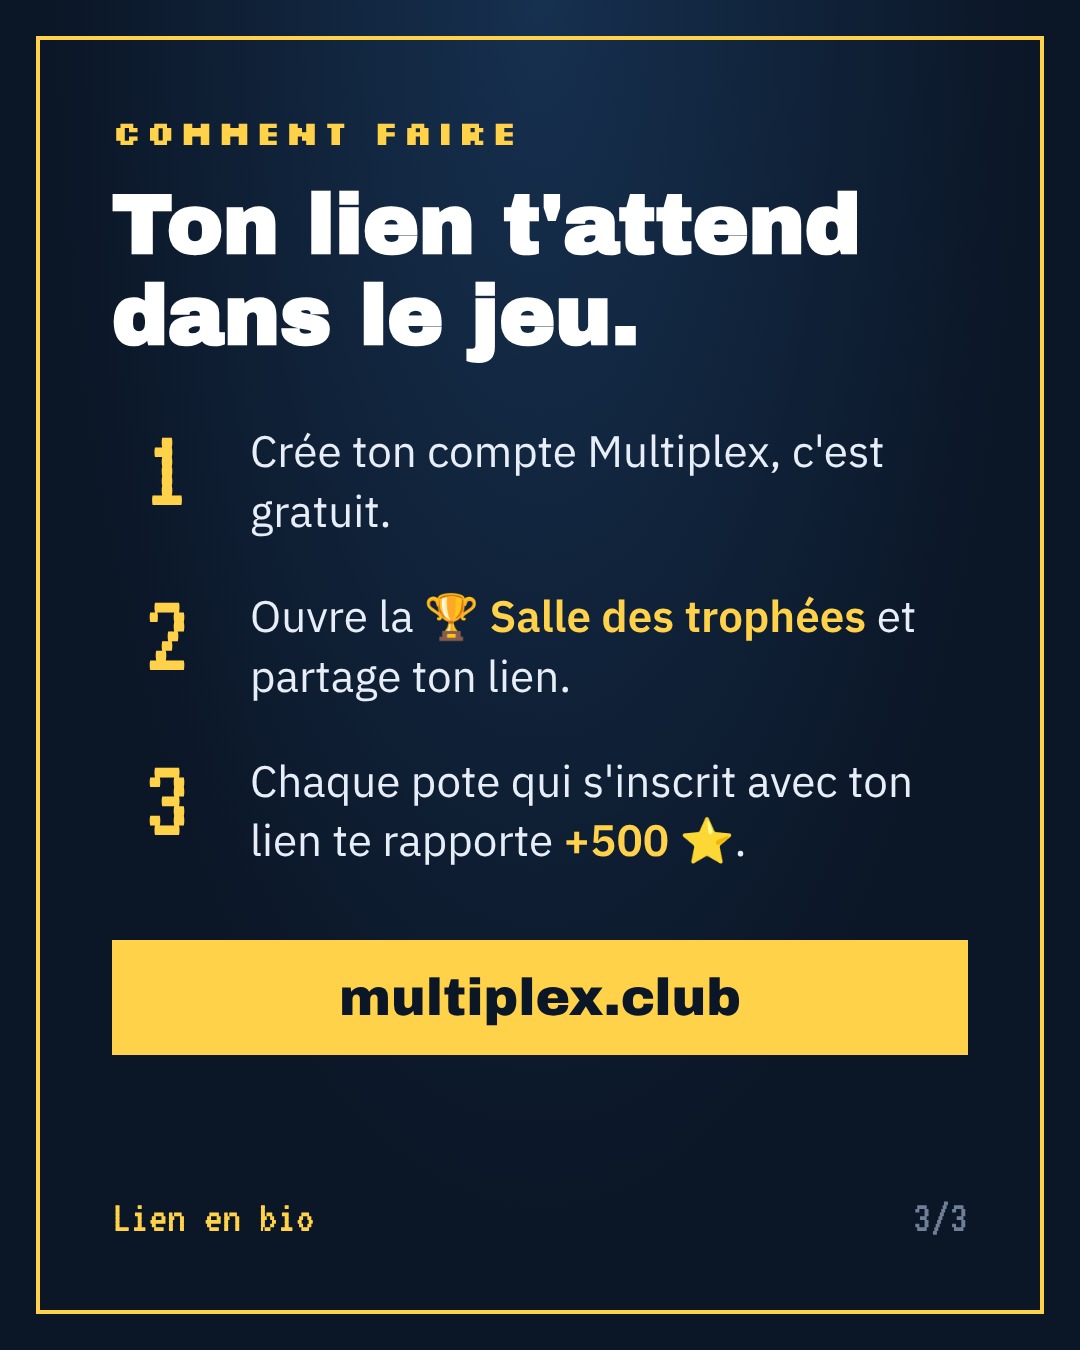 COMMENT FAIRE
Ton lien t'attend
dans le jeu.
1 Crée ton compte Multiplex, c'est
gratuit.
2 Ouvre la 🏆 Salle des trophées et
partage ton lien.
3 Chaque pote qui s'inscrit avec ton
lien te rapporte +500 ⭐.
multiplex.club
Lien en bio
3/3